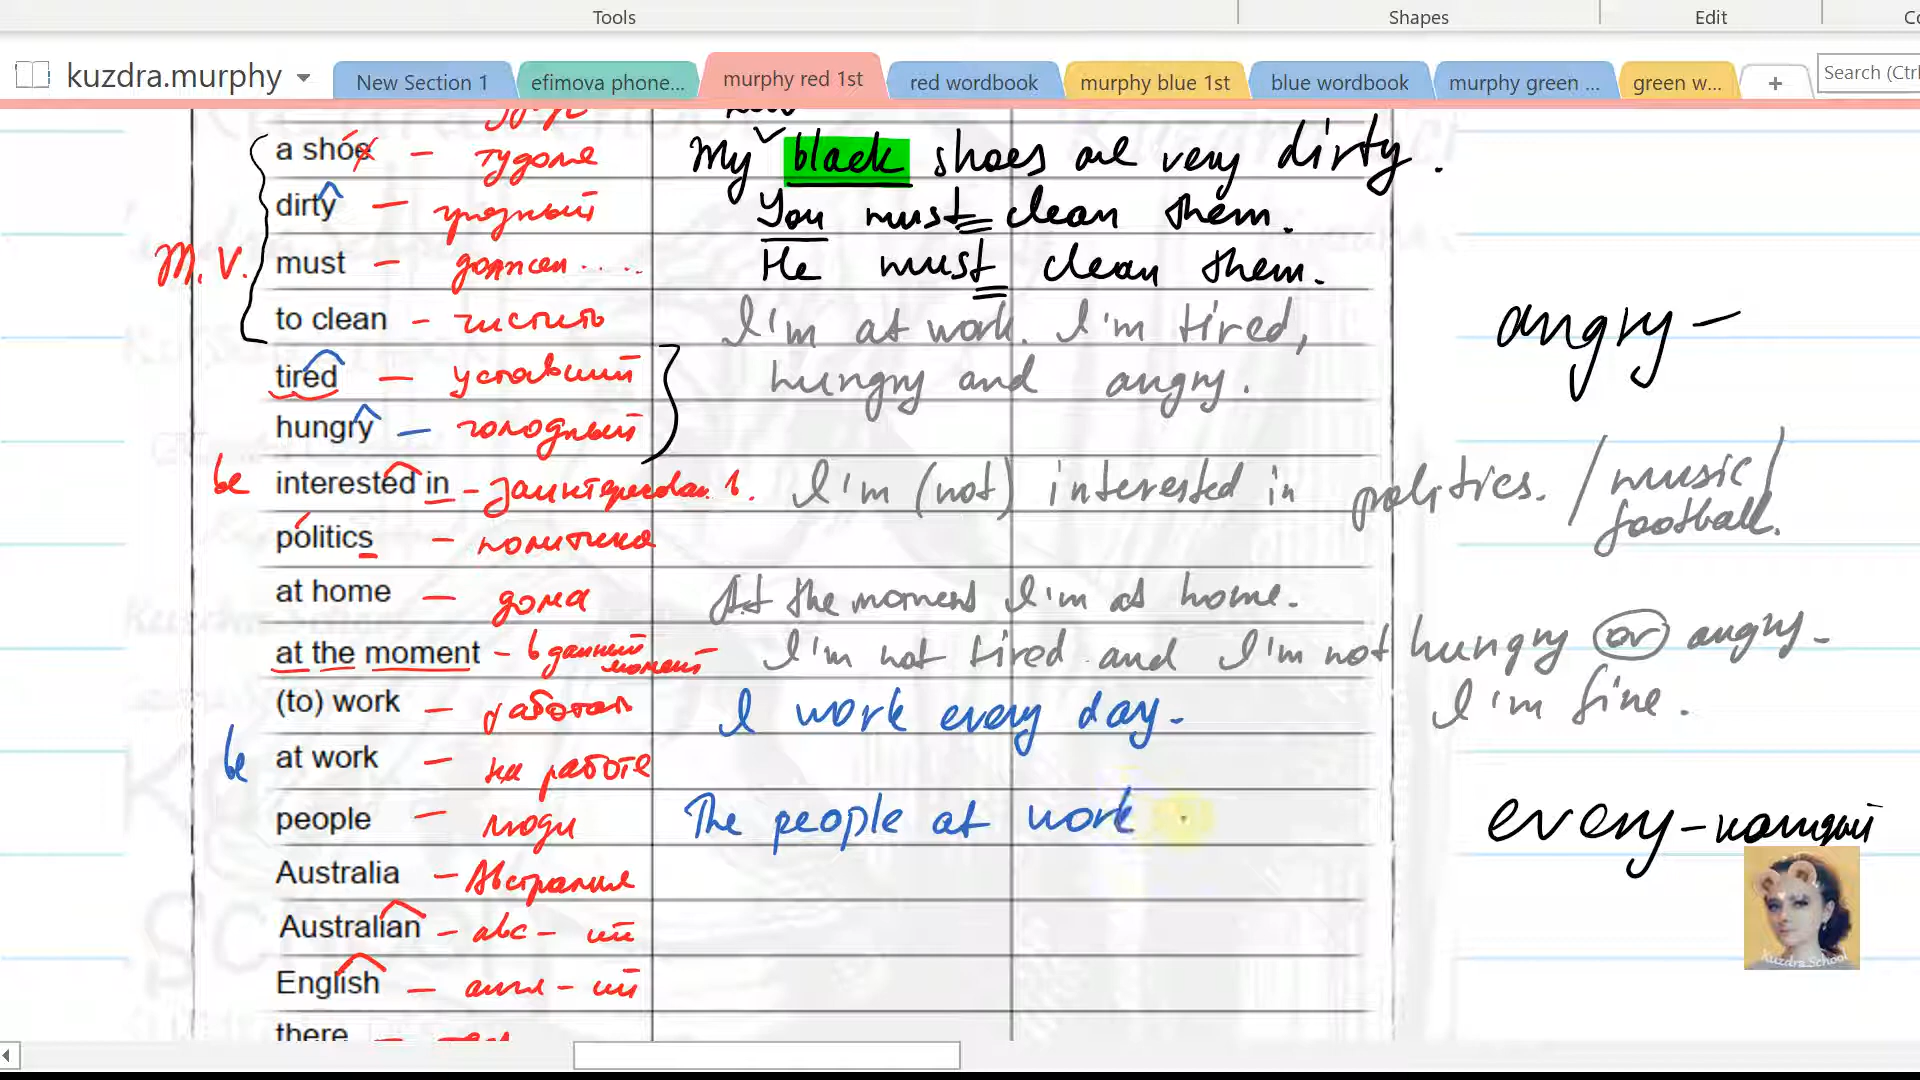 Tools Shapes Edit
kuzdra.murphy New Section 1 efimova phone... murphy red 1st red wordbook murphy blue 1st blue wordbook murphy green ... green w... + Search (Ctrl
a shoe – туфля My black shoes are very dirty.
dirty – грязный You must clean them.
M.V. must – должен..... He must clean them.
to clean – чистить I'm at work. I'm tired,
angry –
tired – уставший hungry and angry.
hungry – голодный
be interested in – заинтересован. в. I'm (not) interested in politics. / music /
football.
politics – политика
at home – дома At the moment I'm at home.
at the moment – в данный момент I'm not tired and I'm not hungry or angry.
I'm fine.
(to) work – работать I work every day.
be at work – на работе
people – люди The people at work
every – каждый
Australia – Австралия
Kuzdra School
Australian – авс – ий
English – англ – ий
there –